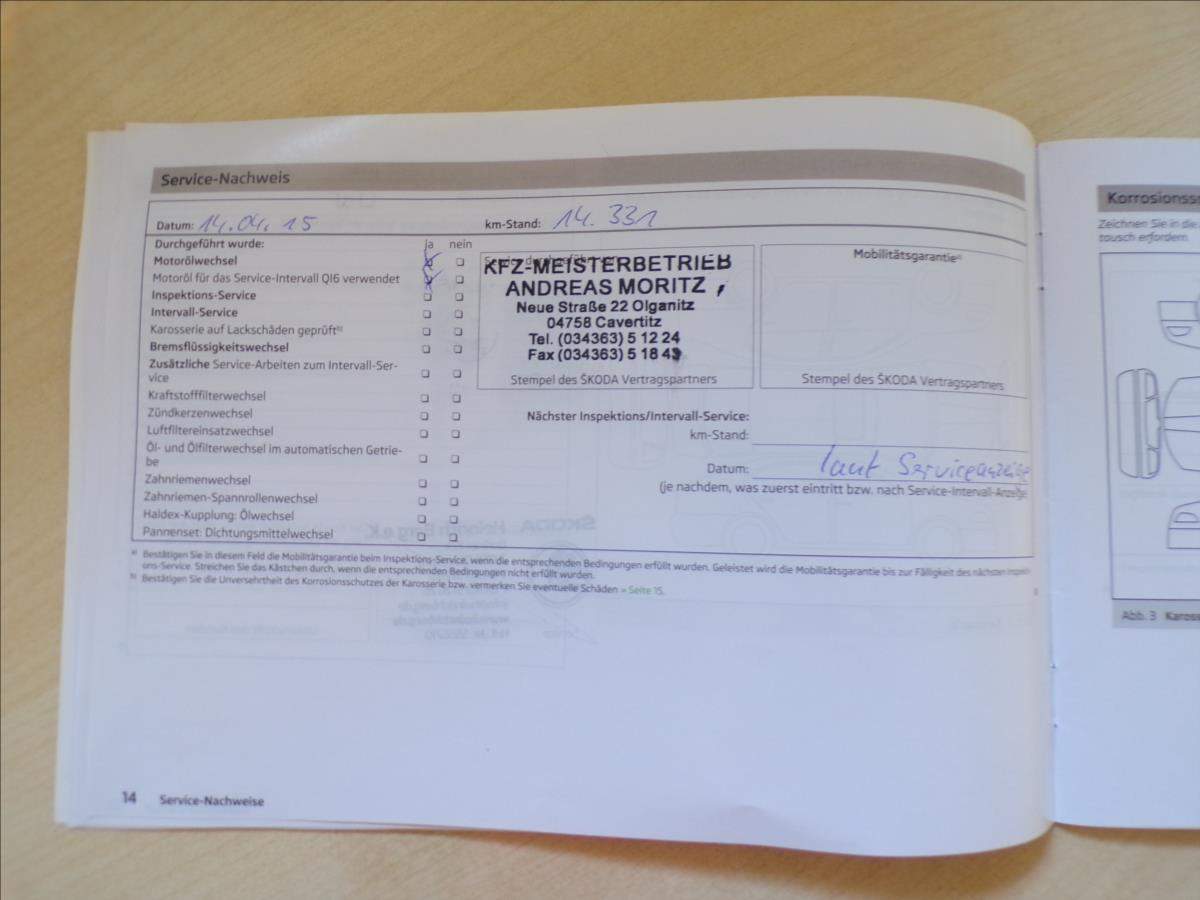 Service-Nachweis
Datum: 14.04.15 km-Stand: 14.331
Durchgeführt wurde: ja nein
Motorölwechsel
Motoröl für das Service-Intervall QI6 verwendet
Inspektions-Service
Intervall-Service
Karosserie auf Lackschäden geprüft b)
Bremsflüssigkeitswechsel
Zusätzliche Service-Arbeiten zum Intervall-Ser-
vice
Kraftstofffilterwechsel
Zündkerzenwechsel
Luftfiltereinsatzwechsel
Öl- und Ölfilterwechsel im automatischen Getrie-
be
Zahnriemenwechsel
Zahnriemen-Spannrollenwechsel
Haldex-Kupplung: Ölwechsel
Pannenset: Dichtungsmittelwechsel
KFZ-MEISTERBETRIEB
ANDREAS MORITZ
Neue Straße 22 Olganitz
04758 Cavertitz
Tel. (034363) 5 12 24
Fax (034363) 5 18 43
Stempel des ŠKODA Vertragspartners
Mobilitätsgarantie a)
Stempel des ŠKODA Vertragspartners
Nächster Inspektions/Intervall-Service:
km-Stand:
Datum: laut Serviceanzeige
(je nachdem, was zuerst eintritt bzw. nach Service-Intervall-Anzeige
a) Bestätigen Sie in diesem Feld die Mobilitätsgarantie beim Inspektions-Service, wenn die entsprechenden Bedingungen erfüllt wurden. Geleistet wird die Mobilitätsgarantie bis zur Fälligkeit des nächsten Inspekti-
ons-Service. Streichen Sie das Kästchen durch, wenn die entsprechenden Bedingungen nicht erfüllt wurden.
b) Bestätigen Sie die Unversehrtheit des Korrosionsschutzes der Karosserie bzw. vermerken Sie eventuelle Schäden » Seite 15.
14 Service-Nachweise
Korrosionss
Zeichnen Sie in die
tausch erfordern.
Abb. 3 Kaross